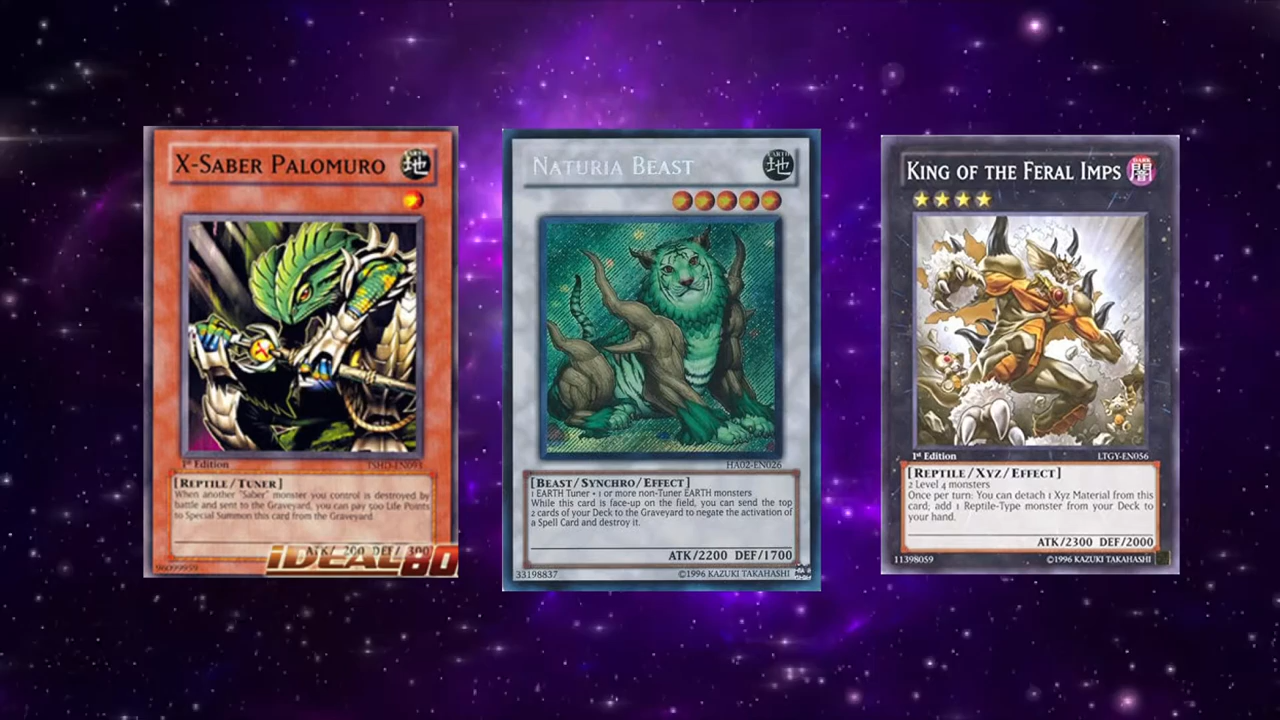 X-Saber Palomuro
EARTH
地
1st Edition
TSHD-EN093
[Reptile / Tuner]
When another "Saber" monster you control is destroyed by
battle and sent to the Graveyard, you can pay 500 Life Points
to Special Summon this card from the Graveyard.
ATK/ 200 DEF/ 300
96099959
iDEAL80
Naturia Beast
EARTH
地
HA02-EN026
[Beast / Synchro / Effect]
1 EARTH Tuner + 1 or more non-Tuner EARTH monsters
While this card is face-up on the field, you can send the top
2 cards of your Deck to the Graveyard to negate the activation of
a Spell Card and destroy it.
ATK/2200 DEF/1700
33198837
©1996 KAZUKI TAKAHASHI
King of the Feral Imps
DARK
闇
1st Edition
LTGY-EN056
[Reptile / Xyz / Effect]
2 Level 4 monsters
Once per turn: You can detach 1 Xyz Material from this
card; add 1 Reptile-Type monster from your Deck to
your hand.
ATK/2300 DEF/2000
11398059
©1996 KAZUKI TAKAHASHI